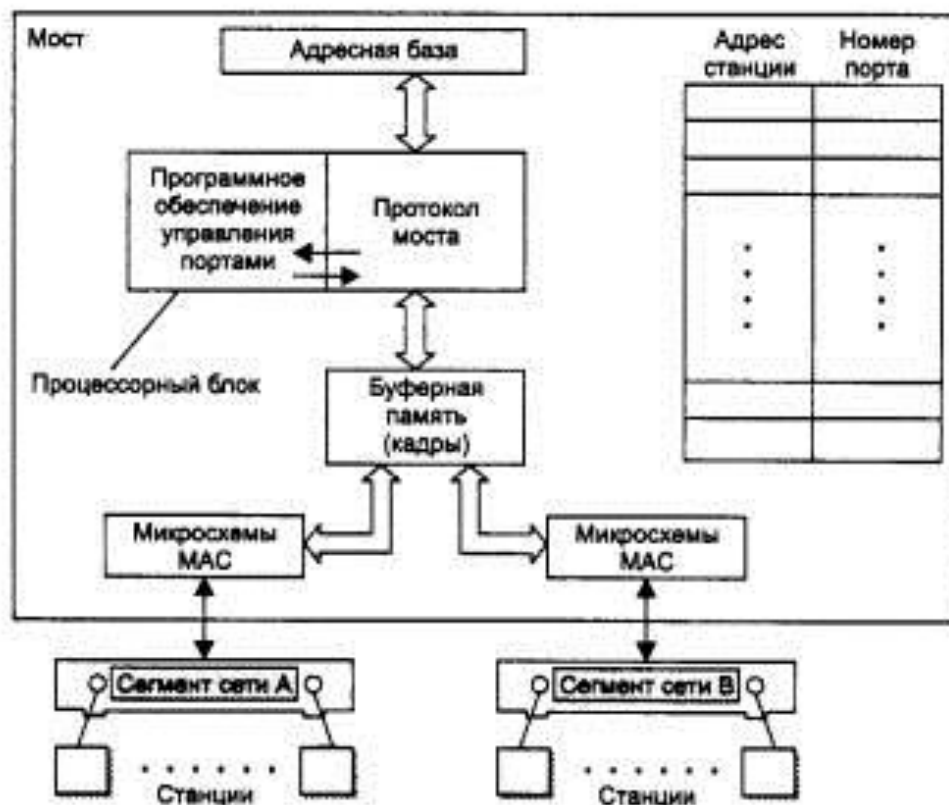 Мост
Адресная база
Адрес
станции
Номер
порта
Программное
обеспечение
управления
портами
Протокол
моста
Процессорный блок
Буферная
память
(кадры)
Микросхемы
MAC
Микросхемы
MAC
Сегмент сети А
Сегмент сети В
Станции
Станции